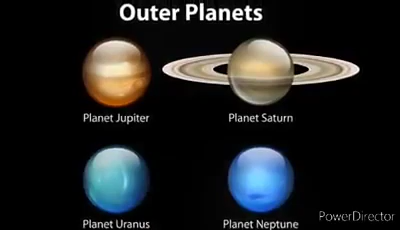 Outer Planets
Planet Jupiter
Planet Saturn
Planet Uranus
Planet Neptune
PowerDirector